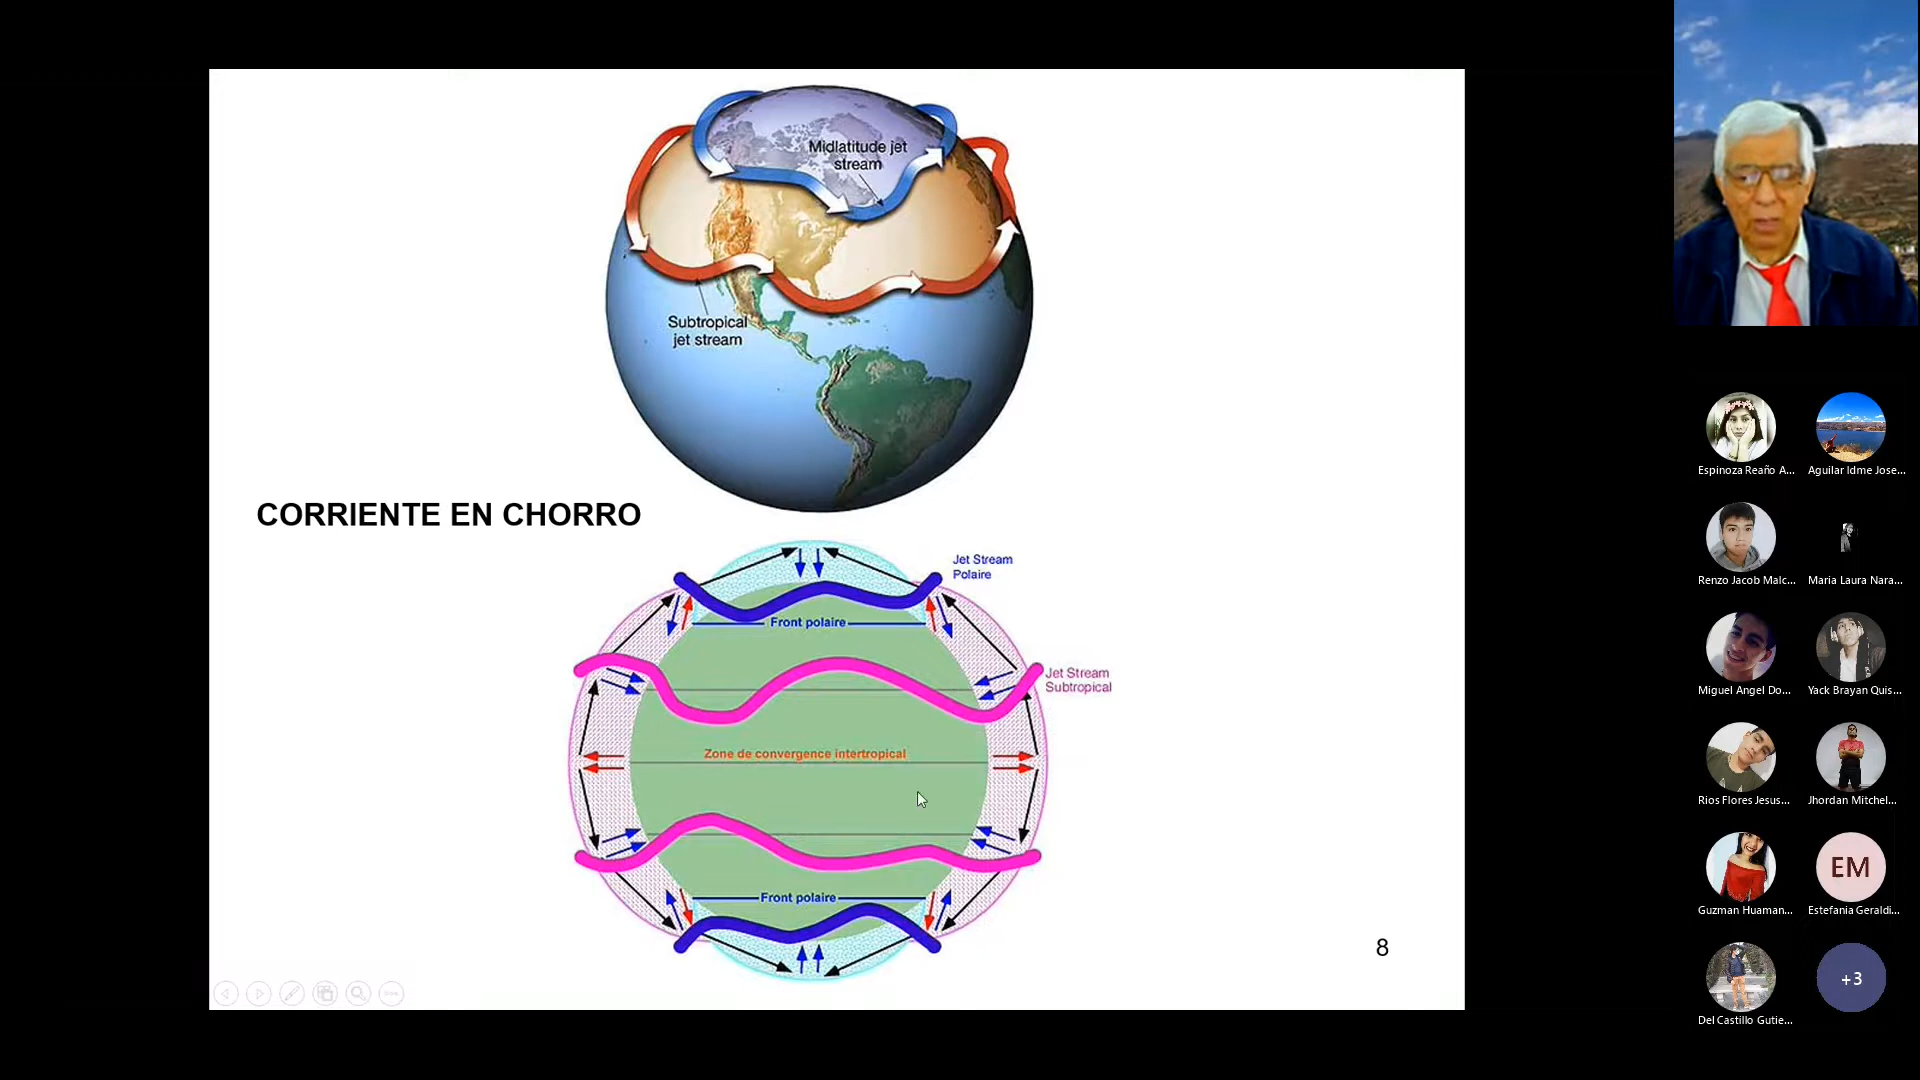 Midlatitude jet
stream
Subtropical
jet stream
CORRIENTE EN CHORRO
Jet Stream
Polaire
Front polaire
Jet Stream
Subtropical
Zone de convergence intertropical
Front polaire
8
Espinoza Reaño A...
Aguilar Idme Jose...
Renzo Jacob Malc...
Maria Laura Nara...
Miguel Angel Do...
Yack Brayan Quis...
Rios Flores Jesus...
Jhordan Mitchel...
Guzman Huaman...
EM
Estefania Geraldi...
Del Castillo Gutie...
+3